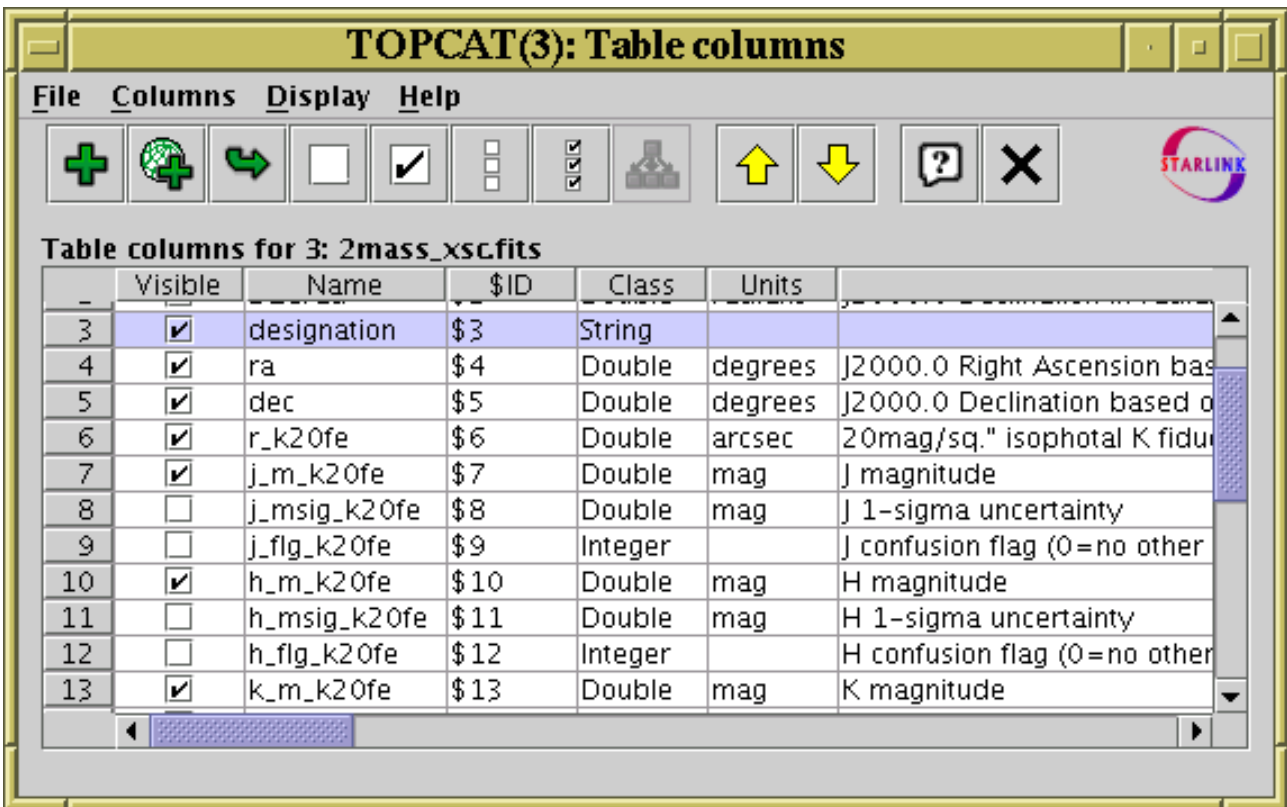 TOPCAT(3): Table columns
File Columns Display Help
STARLINK
Table columns for 3: 2mass_xsc.fits
Visible Name $ID Class Units
3 designation $3 String
4 ra $4 Double degrees J2000.0 Right Ascension bas
5 dec $5 Double degrees J2000.0 Declination based o
6 r_k20fe $6 Double arcsec 20mag/sq." isophotal K fidu
7 j_m_k20fe $7 Double mag J magnitude
8 j_msig_k20fe $8 Double mag J 1-sigma uncertainty
9 j_flg_k20fe $9 Integer J confusion flag (0=no other
10 h_m_k20fe $10 Double mag H magnitude
11 h_msig_k20fe $11 Double mag H 1-sigma uncertainty
12 h_flg_k20fe $12 Integer H confusion flag (0=no other
13 k_m_k20fe $13 Double mag K magnitude